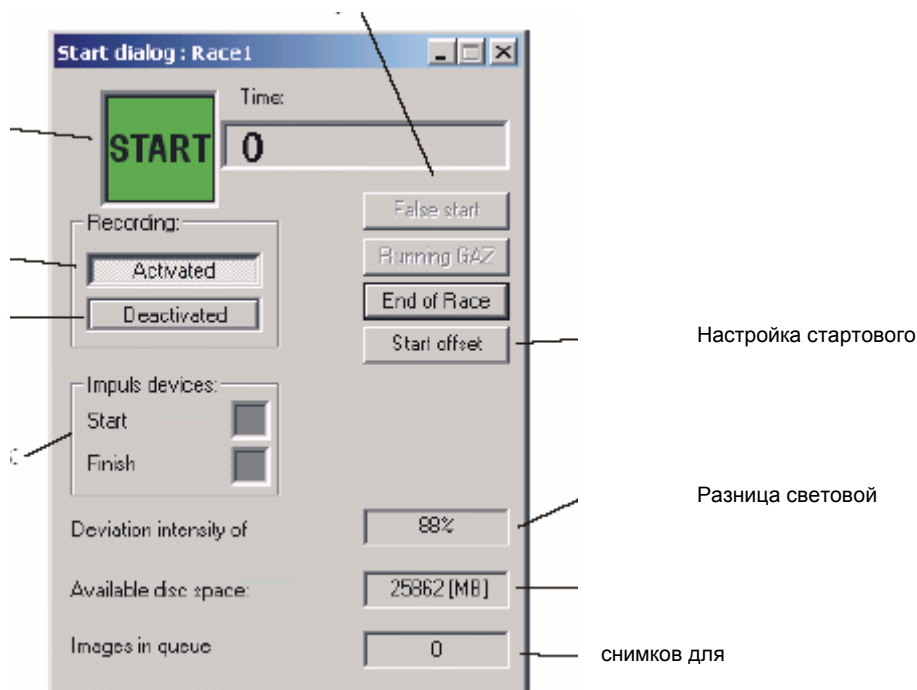 Start dialog : Race1
Time:
START
0
False start
Recording:
Running GAZ
Activated
End of Race
Deactivated
Start offset
Настройка стартового
Impuls devices:
Start
Finish
Разница световой
Deviation intensity of
88%
Available disc space:
25862 [MB]
Images in queue
0
снимков для